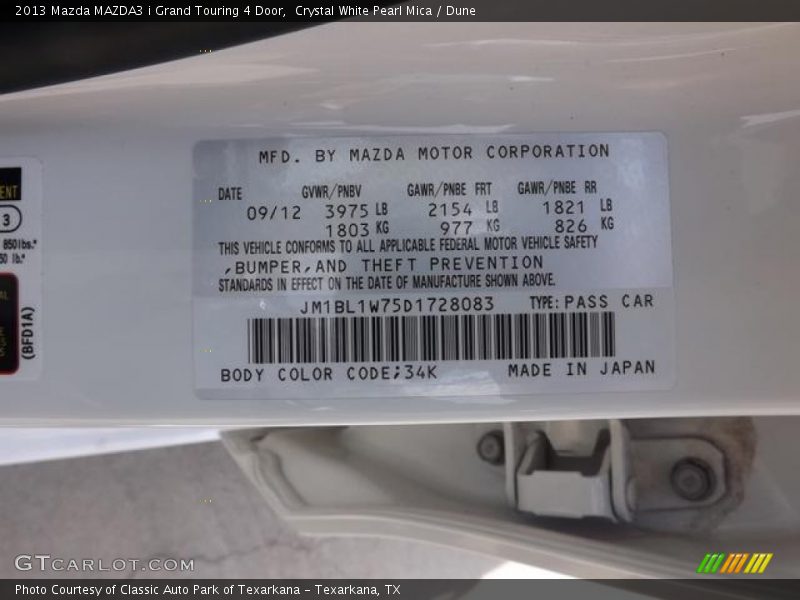 2013 Mazda MAZDA3 i Grand Touring 4 Door,  Crystal White Pearl Mica / Dune
MFD. BY MAZDA MOTOR CORPORATION
DATE GVWR/PNBV GAWR/PNBE FRT GAWR/PNBE RR
09/12 3975 LB 2154 LB 1821 LB
1803 KG 977 KG 826 KG
THIS VEHICLE CONFORMS TO ALL APPLICABLE FEDERAL MOTOR VEHICLE SAFETY
,BUMPER,AND THEFT PREVENTION
STANDARDS IN EFFECT ON THE DATE OF MANUFACTURE SHOWN ABOVE.
JM1BL1W75D1728083 TYPE: PASS CAR
BODY COLOR CODE;34K MADE IN JAPAN
3
850lbs.*
(BFD1A)
GTCARLOT.COM
Photo Courtesy of Classic Auto Park of Texarkana - Texarkana, TX